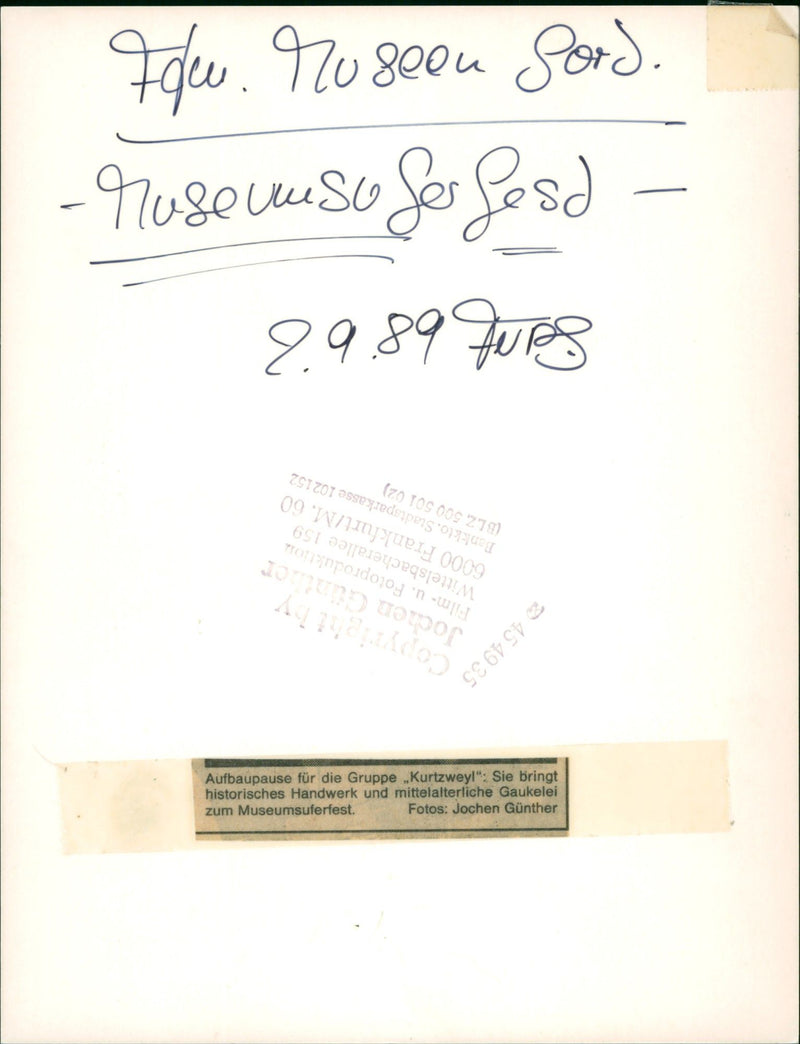 Ffm. Museen Sord.
- Museumsuferfest -
2.9.89 FNP
Copyright by
Jochen Günther
Film- u. Fotoproduktion
Wittelsbacherallee 159
6000 Frankfurt/M. 60
Bankkto. Stadtsparkasse 102152
(BLZ 500 501 02)
☎ 454935
Aufbaupause für die Gruppe „Kurtzweyl“: Sie bringt
historisches Handwerk und mittelalterliche Gaukelei
zum Museumsuferfest. Fotos: Jochen Günther